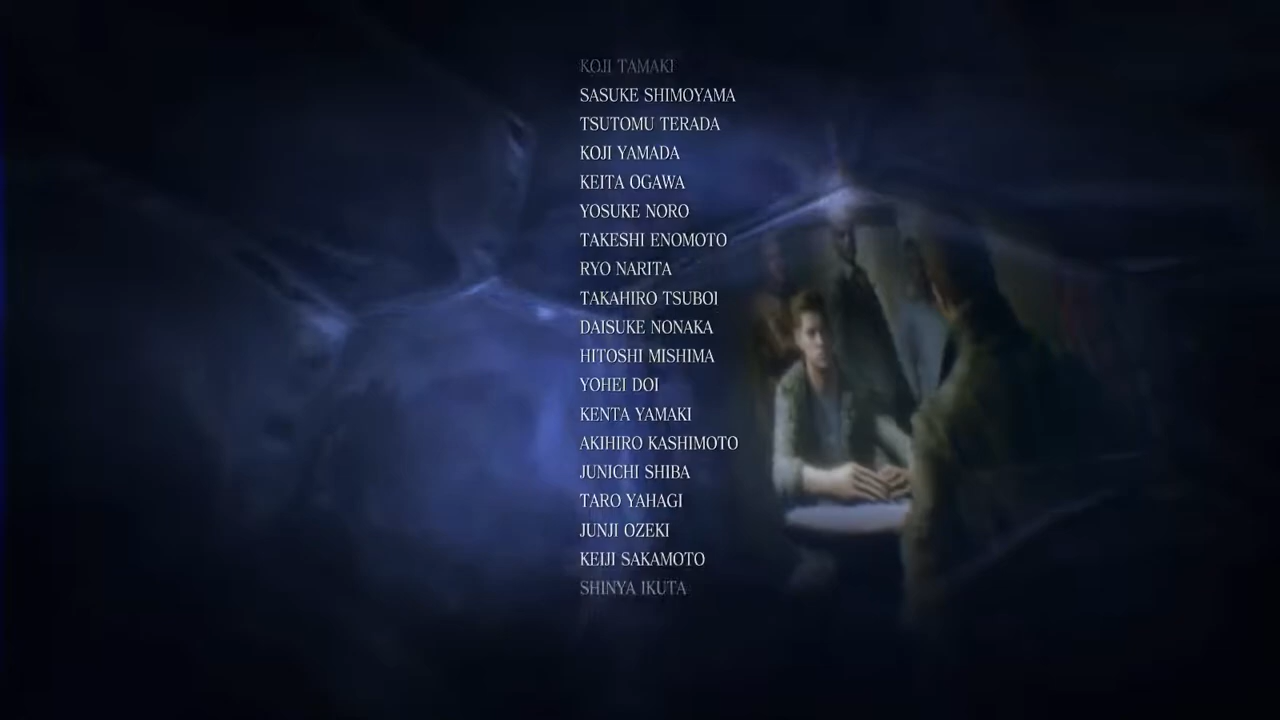 KOJI TAMAKI
SASUKE SHIMOYAMA
TSUTOMU TERADA
KOJI YAMADA
KEITA OGAWA
YOSUKE NORO
TAKESHI ENOMOTO
RYO NARITA
TAKAHIRO TSUBOI
DAISUKE NONAKA
HITOSHI MISHIMA
YOHEI DOI
KENTA YAMAKI
AKIHIRO KASHIMOTO
JUNICHI SHIBA
TARO YAHAGI
JUNJI OZEKI
KEIJI SAKAMOTO
SHINYA IKUTA